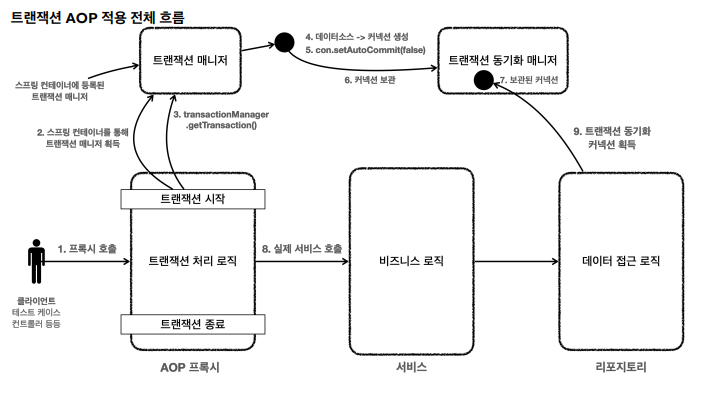 트랜잭션 AOP 적용 전체 흐름
트랜잭션 매니저
4. 데이터소스 -> 커넥션 생성
5. con.setAutoCommit(false)
트랜잭션 동기화 매니저
6. 커넥션 보관
7. 보관된 커넥션
스프링 컨테이너에 등록된
트랜잭션 매니저
3. transactionManager
.getTransaction()
2. 스프링 컨테이너를 통해
트랜잭션 매니저 획득
9. 트랜잭션 동기화
커넥션 획득
트랜잭션 시작
1. 프록시 호출
트랜잭션 처리 로직
8. 실제 서비스 호출
비즈니스 로직
데이터 접근 로직
클라이언트
테스트 케이스
컨트롤러 등등
트랜잭션 종료
AOP 프록시
서비스
리포지토리